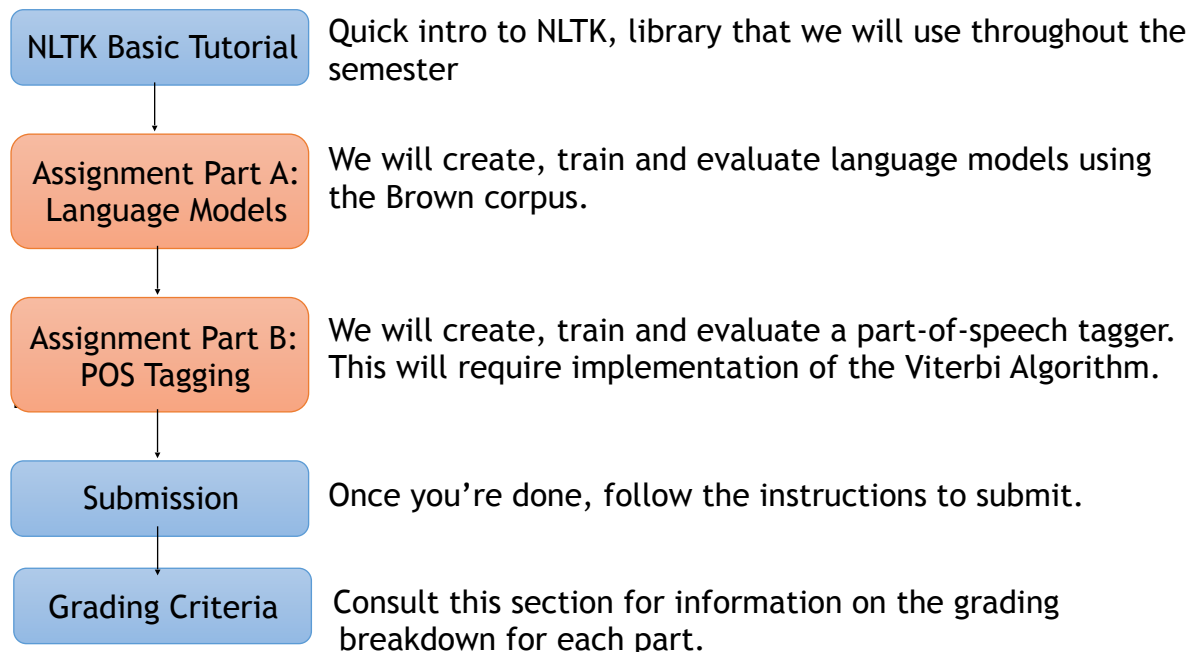 NLTK Basic Tutorial
Quick intro to NLTK, library that we will use throughout the
semester
Assignment Part A:
Language Models
We will create, train and evaluate language models using
the Brown corpus.
Assignment Part B:
POS Tagging
We will create, train and evaluate a part-of-speech tagger.
This will require implementation of the Viterbi Algorithm.
Submission
Once you’re done, follow the instructions to submit.
Grading Criteria
Consult this section for information on the grading
breakdown for each part.